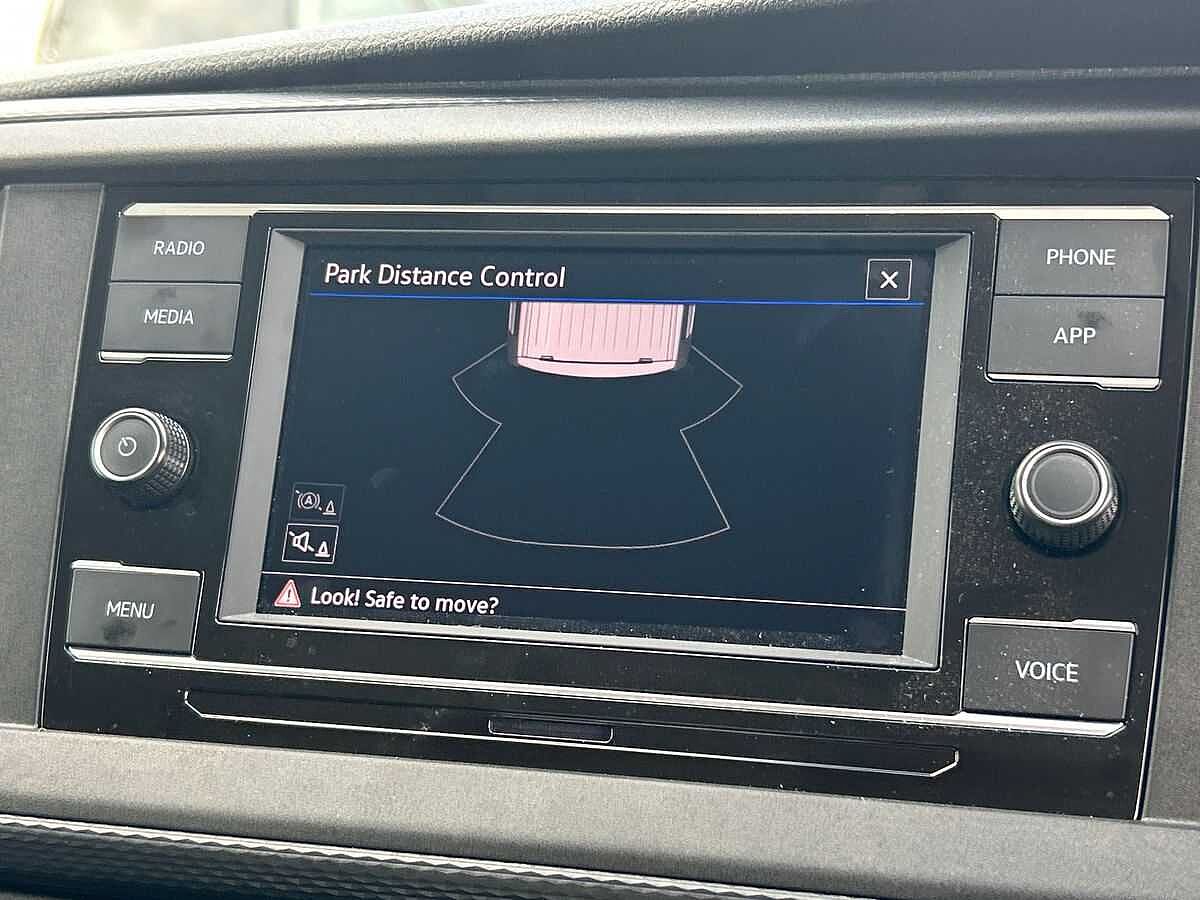 RADIO
MEDIA
Park Distance Control
PHONE
APP
(A)
MENU
Look! Safe to move?
VOICE